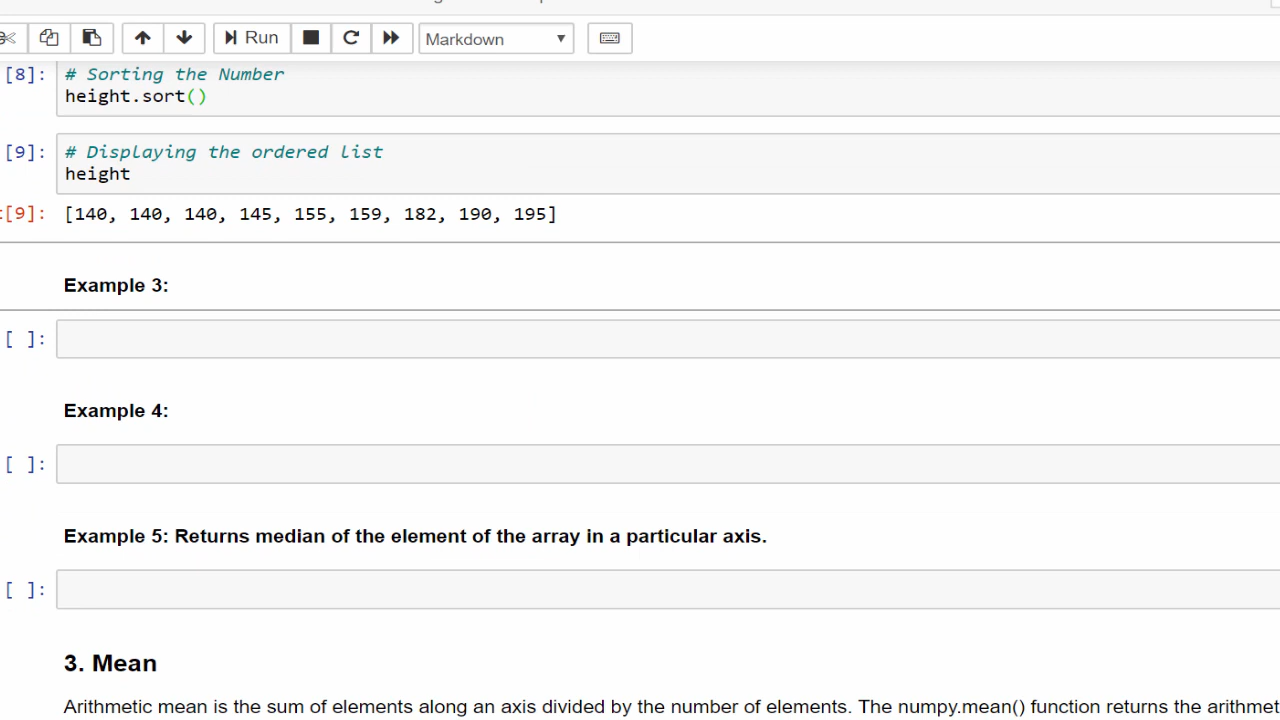 Run
Markdown
[8]: # Sorting the Number
height.sort()
[9]: # Displaying the ordered list
height
:[9]: [140, 140, 140, 145, 155, 159, 182, 190, 195]
Example 3:
[ ]:
Example 4:
[ ]:
Example 5: Returns median of the element of the array in a particular axis.
[ ]:
3. Mean
Arithmetic mean is the sum of elements along an axis divided by the number of elements. The numpy.mean() function returns the arithmet